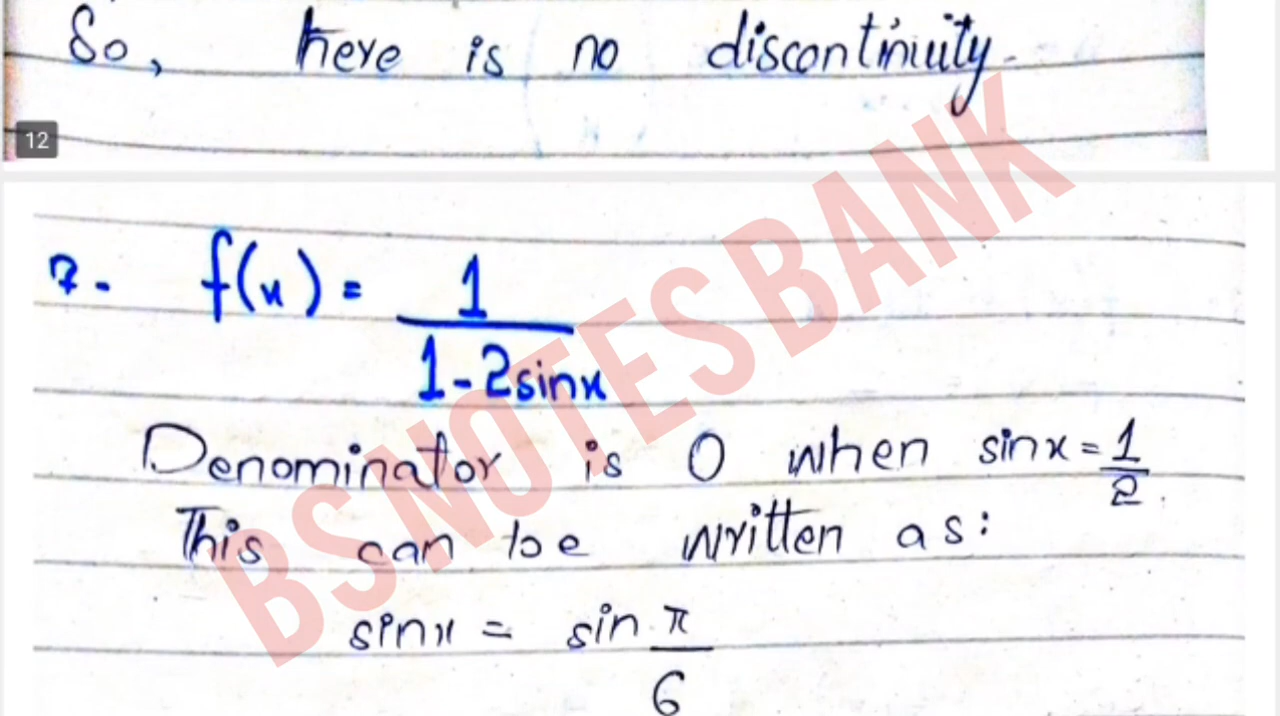 So, there is no discontinuity.
12
7. f(x) = 1
1-2sinx
Denominator is 0 when sinx = 1
2.
This can be written as:
sinx = sin π
6
BS NOTES BANK